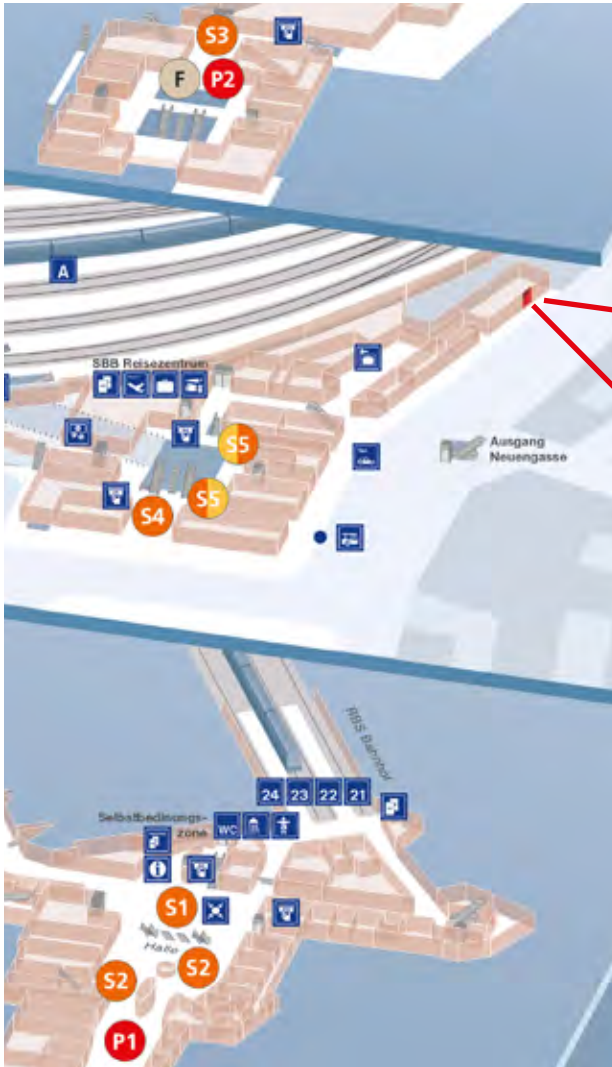 S3
F P2
A
SBB Reisezentrum
S5
Ausgang
Neuengasse
S5
S4
RBS Bahnhof
24 23 22 21
Selbstbedinungs-
zone
WC
i
S1
Halle
S2
S2
P1